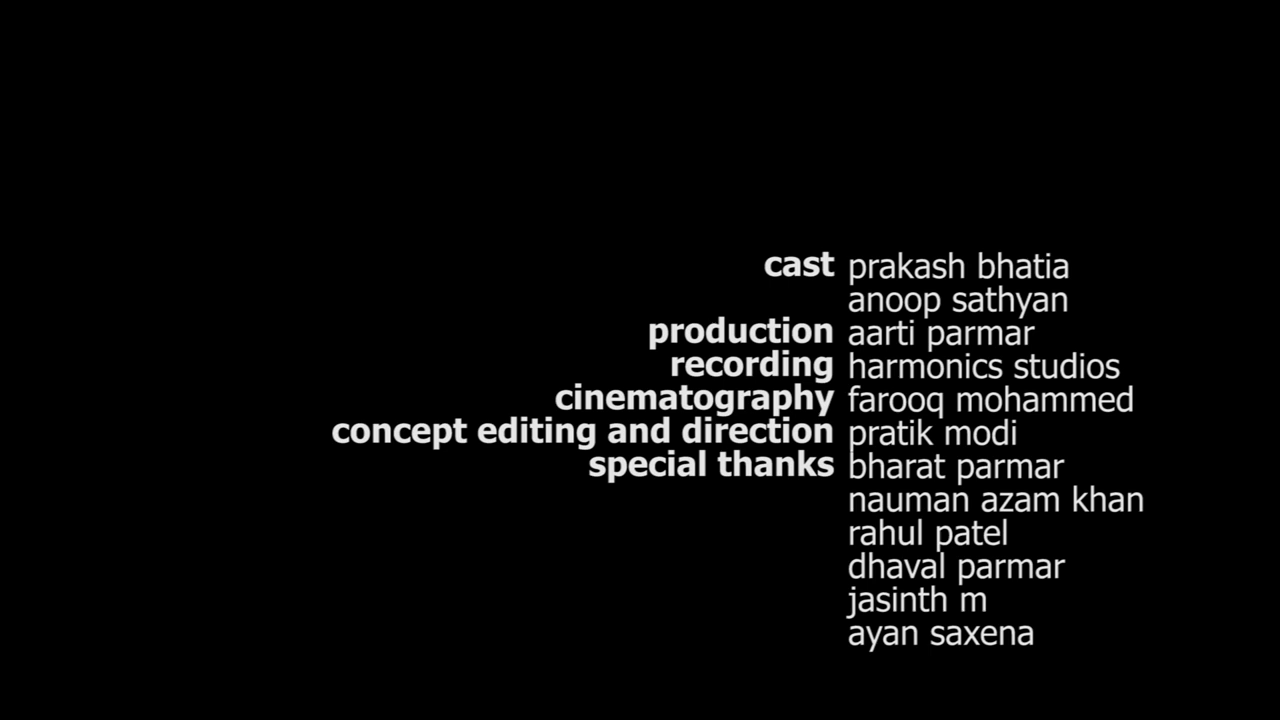 cast prakash bhatia
anoop sathyan
production aarti parmar
recording harmonics studios
cinematography farooq mohammed
concept editing and direction pratik modi
special thanks bharat parmar
nauman azam khan
rahul patel
dhaval parmar
jasinth m
ayan saxena